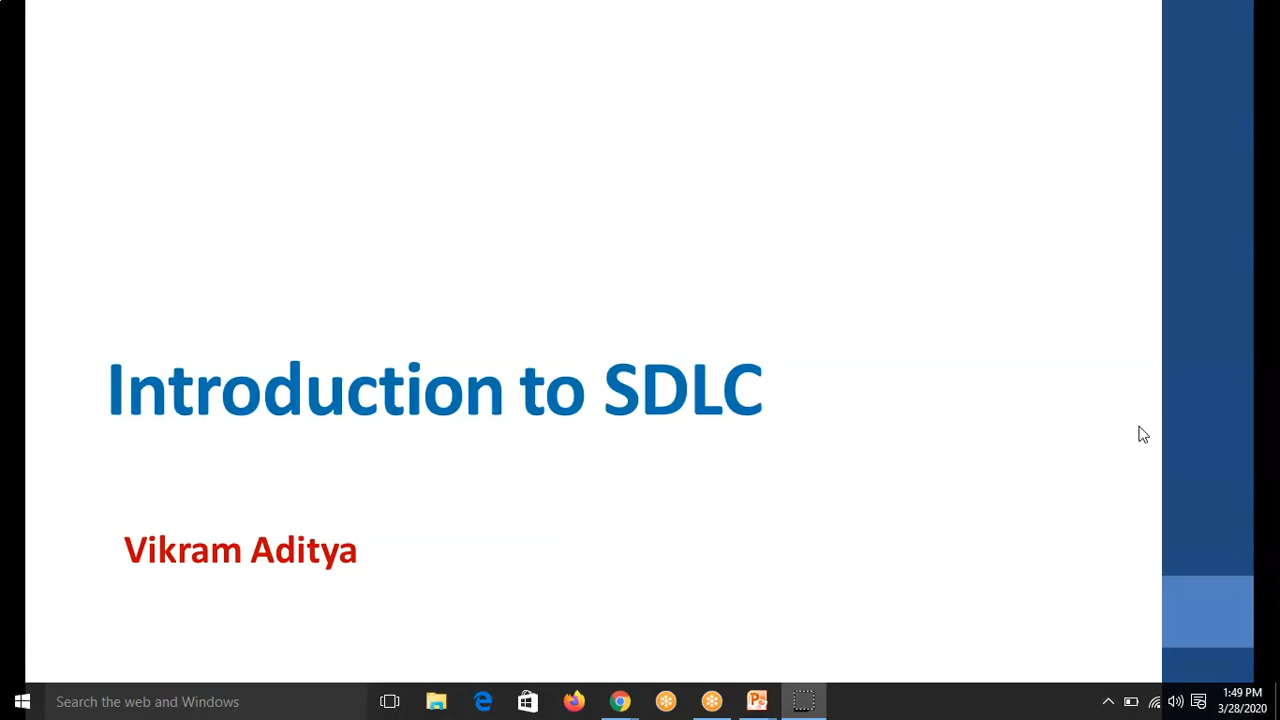 Introduction to SDLC
Vikram Aditya
Search the web and Windows
1:49 PM
3/28/2020